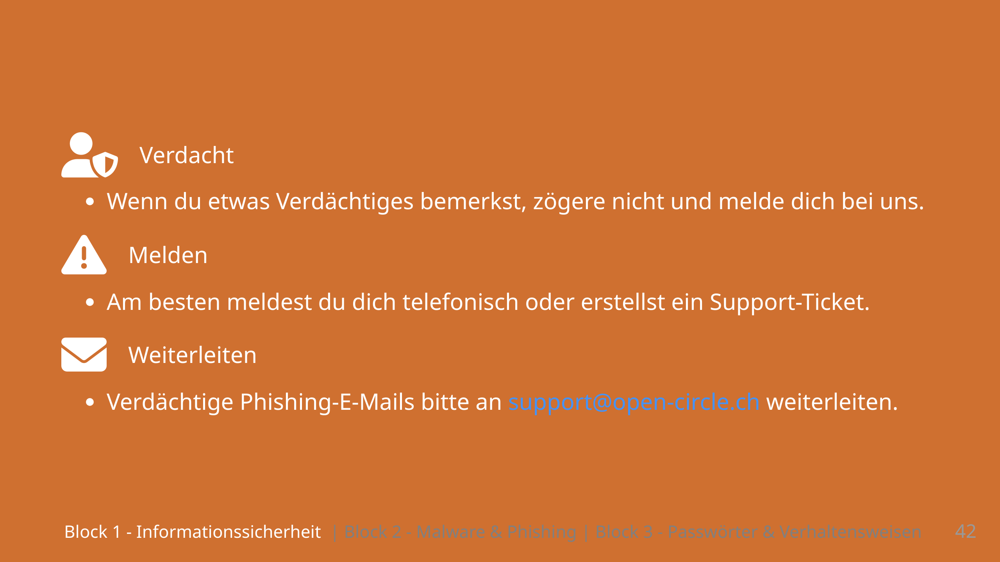 Verdacht
• Wenn du etwas Verdächtiges bemerkst, zögere nicht und melde dich bei uns.
Melden
• Am besten meldest du dich telefonisch oder erstellst ein Support-Ticket.
Weiterleiten
• Verdächtige Phishing-E-Mails bitte an support@open-circle.ch weiterleiten.
Block 1 - Informationssicherheit | Block 2 - Malware & Phishing | Block 3 - Passwörter & Verhaltensweisen 42